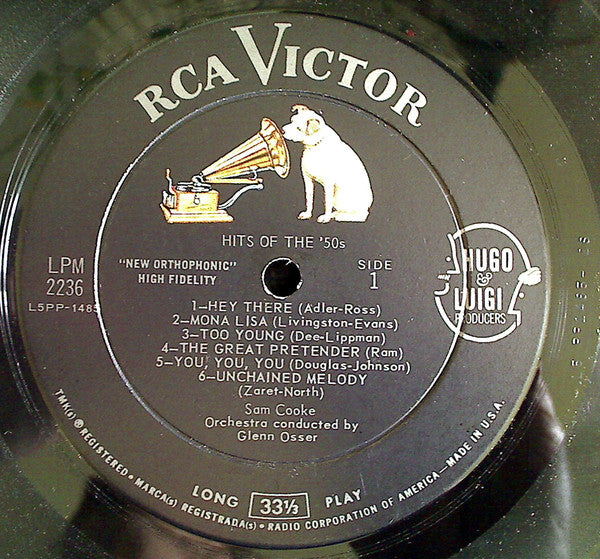 RCA VICTOR
HITS OF THE '50s
LPM
2236
L5PP-1485
"NEW ORTHOPHONIC"
HIGH FIDELITY
SIDE
1
HUGO
&
LUIGI
PRODUCERS
1—HEY THERE (Adler-Ross)
2—MONA LISA (Livingston-Evans)
3—TOO YOUNG (Dee-Lippman)
4—THE GREAT PRETENDER (Ram)
5—YOU, YOU, YOU (Douglas-Johnson)
6—UNCHAINED MELODY
(Zaret-North)
Sam Cooke
Orchestra conducted by
Glenn Osser
LONG 33⅓ PLAY
TMK(s) ® REGISTERED • MARCA(s) REGISTRADA(s) • RADIO CORPORATION OF AMERICA—MADE IN U.S.A.